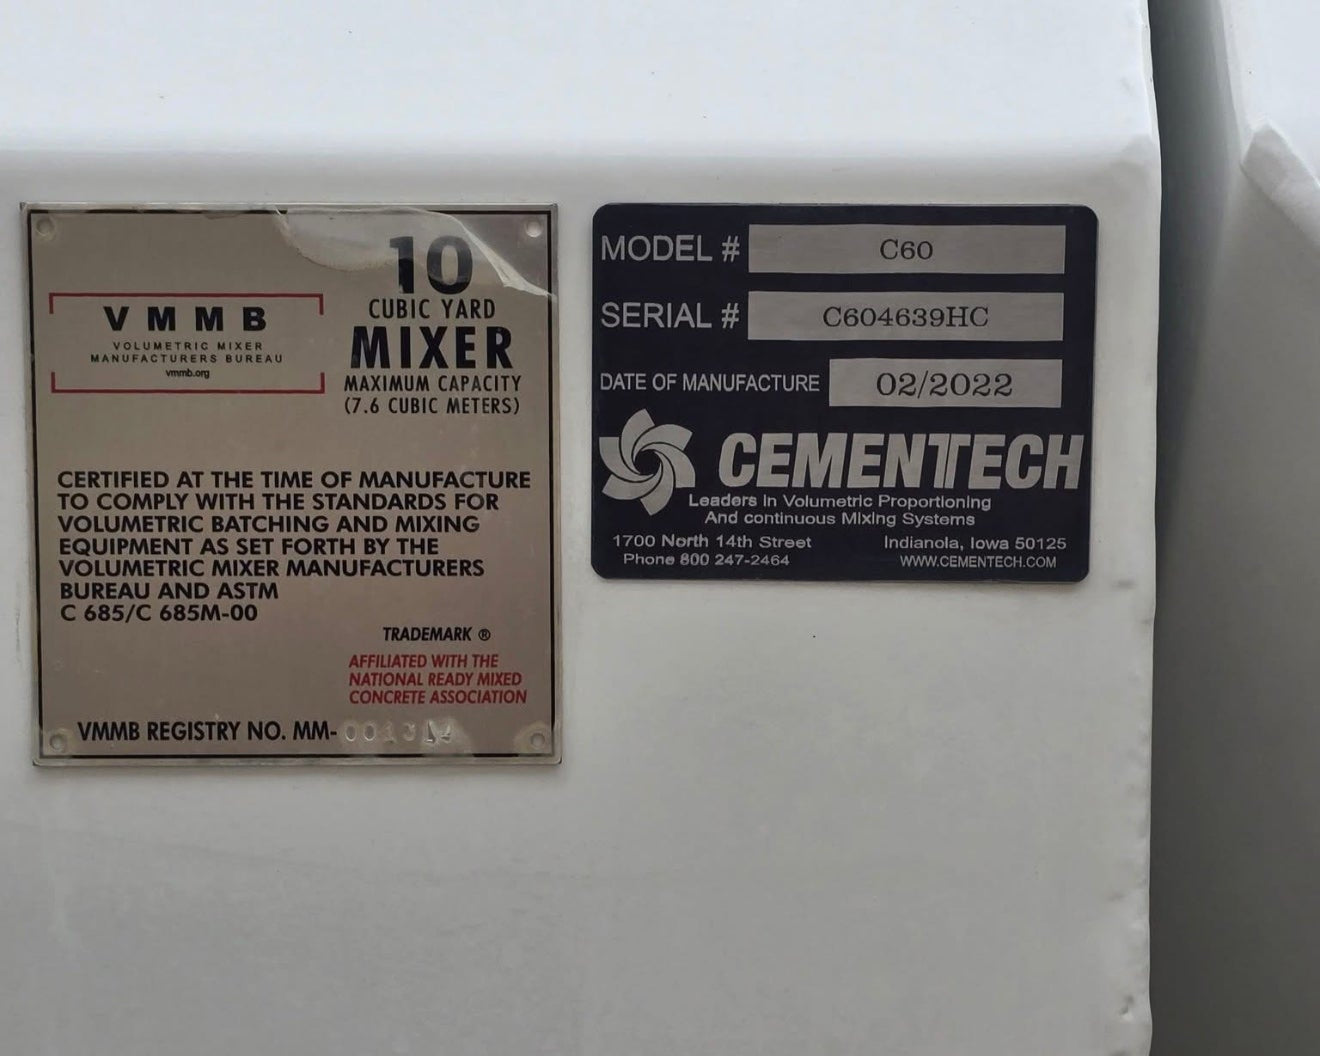 10
CUBIC YARD
MIXER
MAXIMUM CAPACITY
(7.6 CUBIC METERS)
VMMB
VOLUMETRIC MIXER
MANUFACTURERS BUREAU
vmmb.org
CERTIFIED AT THE TIME OF MANUFACTURE
TO COMPLY WITH THE STANDARDS FOR
VOLUMETRIC BATCHING AND MIXING
EQUIPMENT AS SET FORTH BY THE
VOLUMETRIC MIXER MANUFACTURERS
BUREAU AND ASTM
C 685/C 685M-00
TRADEMARK ®
AFFILIATED WITH THE
NATIONAL READY MIXED
CONCRETE ASSOCIATION
VMMB REGISTRY NO. MM-
MODEL # C60
SERIAL # C604639HC
DATE OF MANUFACTURE 02/2022
CEMENTECH
Leaders in Volumetric Proportioning
And continuous Mixing Systems
1700 North 14th Street Indianola, Iowa 50125
Phone 800 247-2464 WWW.CEMENTECH.COM